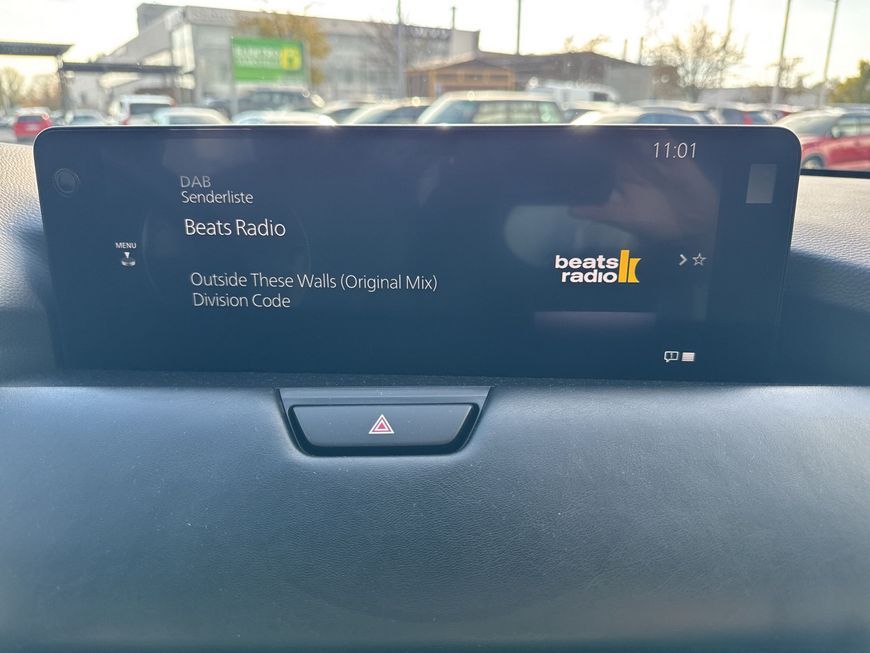 11:01
DAB
Senderliste
Beats Radio
MENU
Outside These Walls (Original Mix)
Division Code
beats
radio